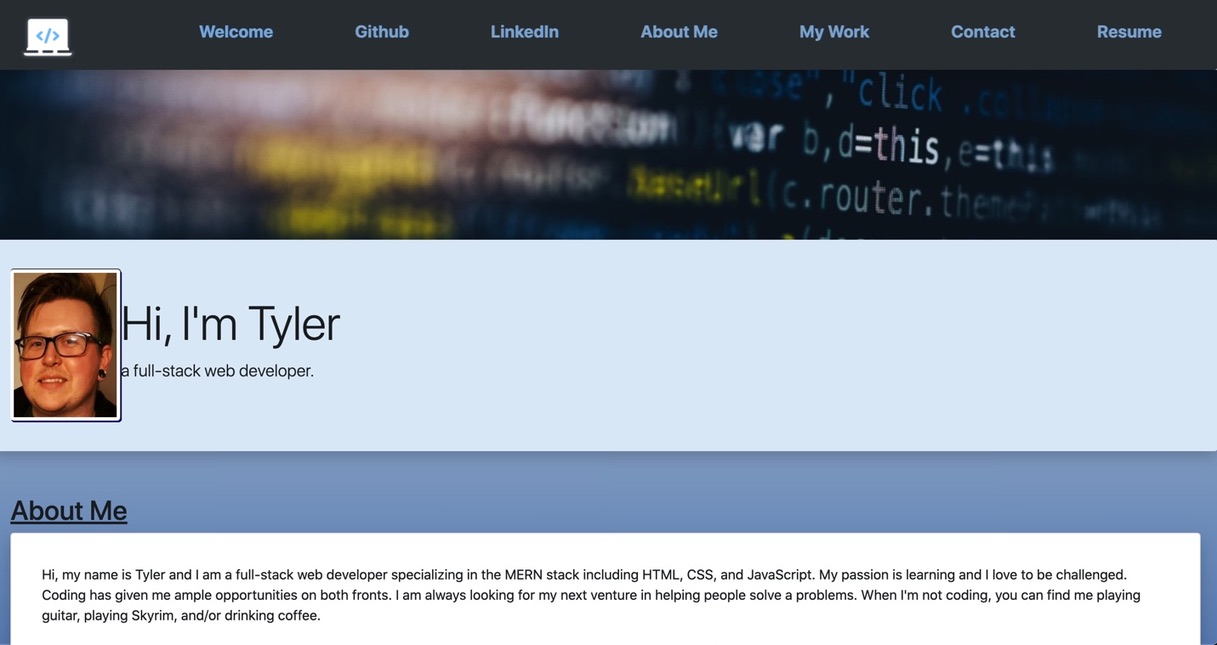 </>
Welcome Github LinkedIn About Me My Work Contact Resume
"click
var b,d=this,e=this
(c.router.themeP
Hi, I'm Tyler
a full-stack web developer.
About Me
Hi, my name is Tyler and I am a full-stack web developer specializing in the MERN stack including HTML, CSS, and JavaScript. My passion is learning and I love to be challenged.
Coding has given me ample opportunities on both fronts. I am always looking for my next venture in helping people solve a problems. When I'm not coding, you can find me playing
guitar, playing Skyrim, and/or drinking coffee.